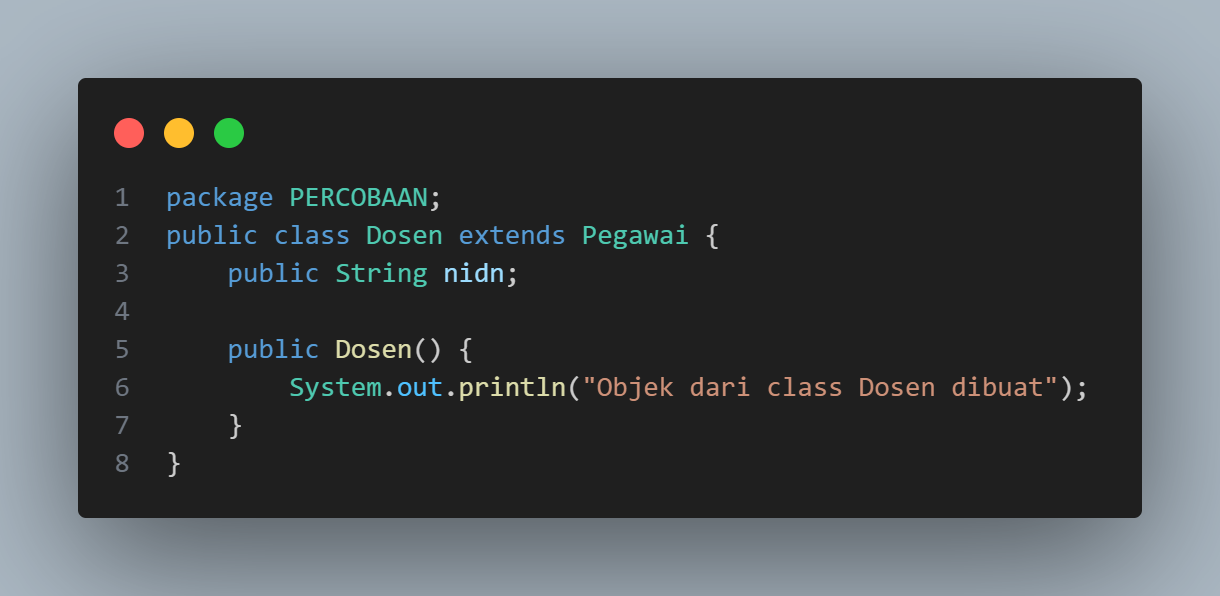 1 package PERCOBAAN;
2 public class Dosen extends Pegawai {
3     public String nidn;
4
5     public Dosen() {
6         System.out.println("Objek dari class Dosen dibuat");
7     }
8 }